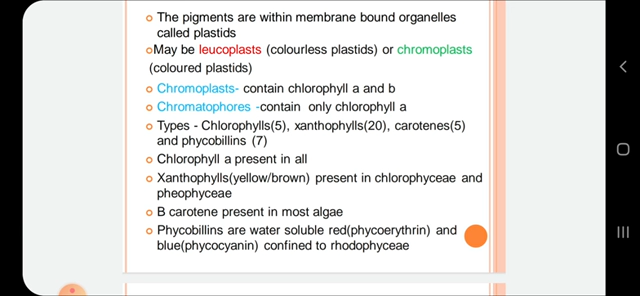 The pigments are within membrane bound organelles
called plastids
May be leucoplasts (colourless plastids) or chromoplasts
(coloured plastids)
Chromoplasts- contain chlorophyll a and b
Chromatophores -contain only chlorophyll a
Types - Chlorophylls(5), xanthophylls(20), carotenes(5)
and phycobillins (7)
Chlorophyll a present in all
Xanthophylls(yellow/brown) present in chlorophyceae and
pheophyceae
B carotene present in most algae
Phycobillins are water soluble red(phycoerythrin) and
blue(phycocyanin) confined to rhodophyceae